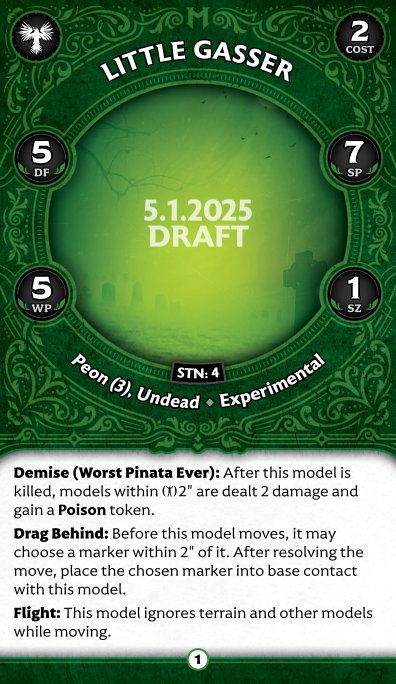 2
COST
LITTLE GASSER
5
DF
7
SP
5.1.2025
DRAFT
5
WP
1
SZ
STN: 4
Peon (3), Undead ♦ Experimental
Demise (Worst Pinata Ever): After this model is
killed, models within 2" are dealt 2 damage and
gain a Poison token.
Drag Behind: Before this model moves, it may
choose a marker within 2" of it. After resolving the
move, place the chosen marker into base contact
with this model.
Flight: This model ignores terrain and other models
while moving.
1